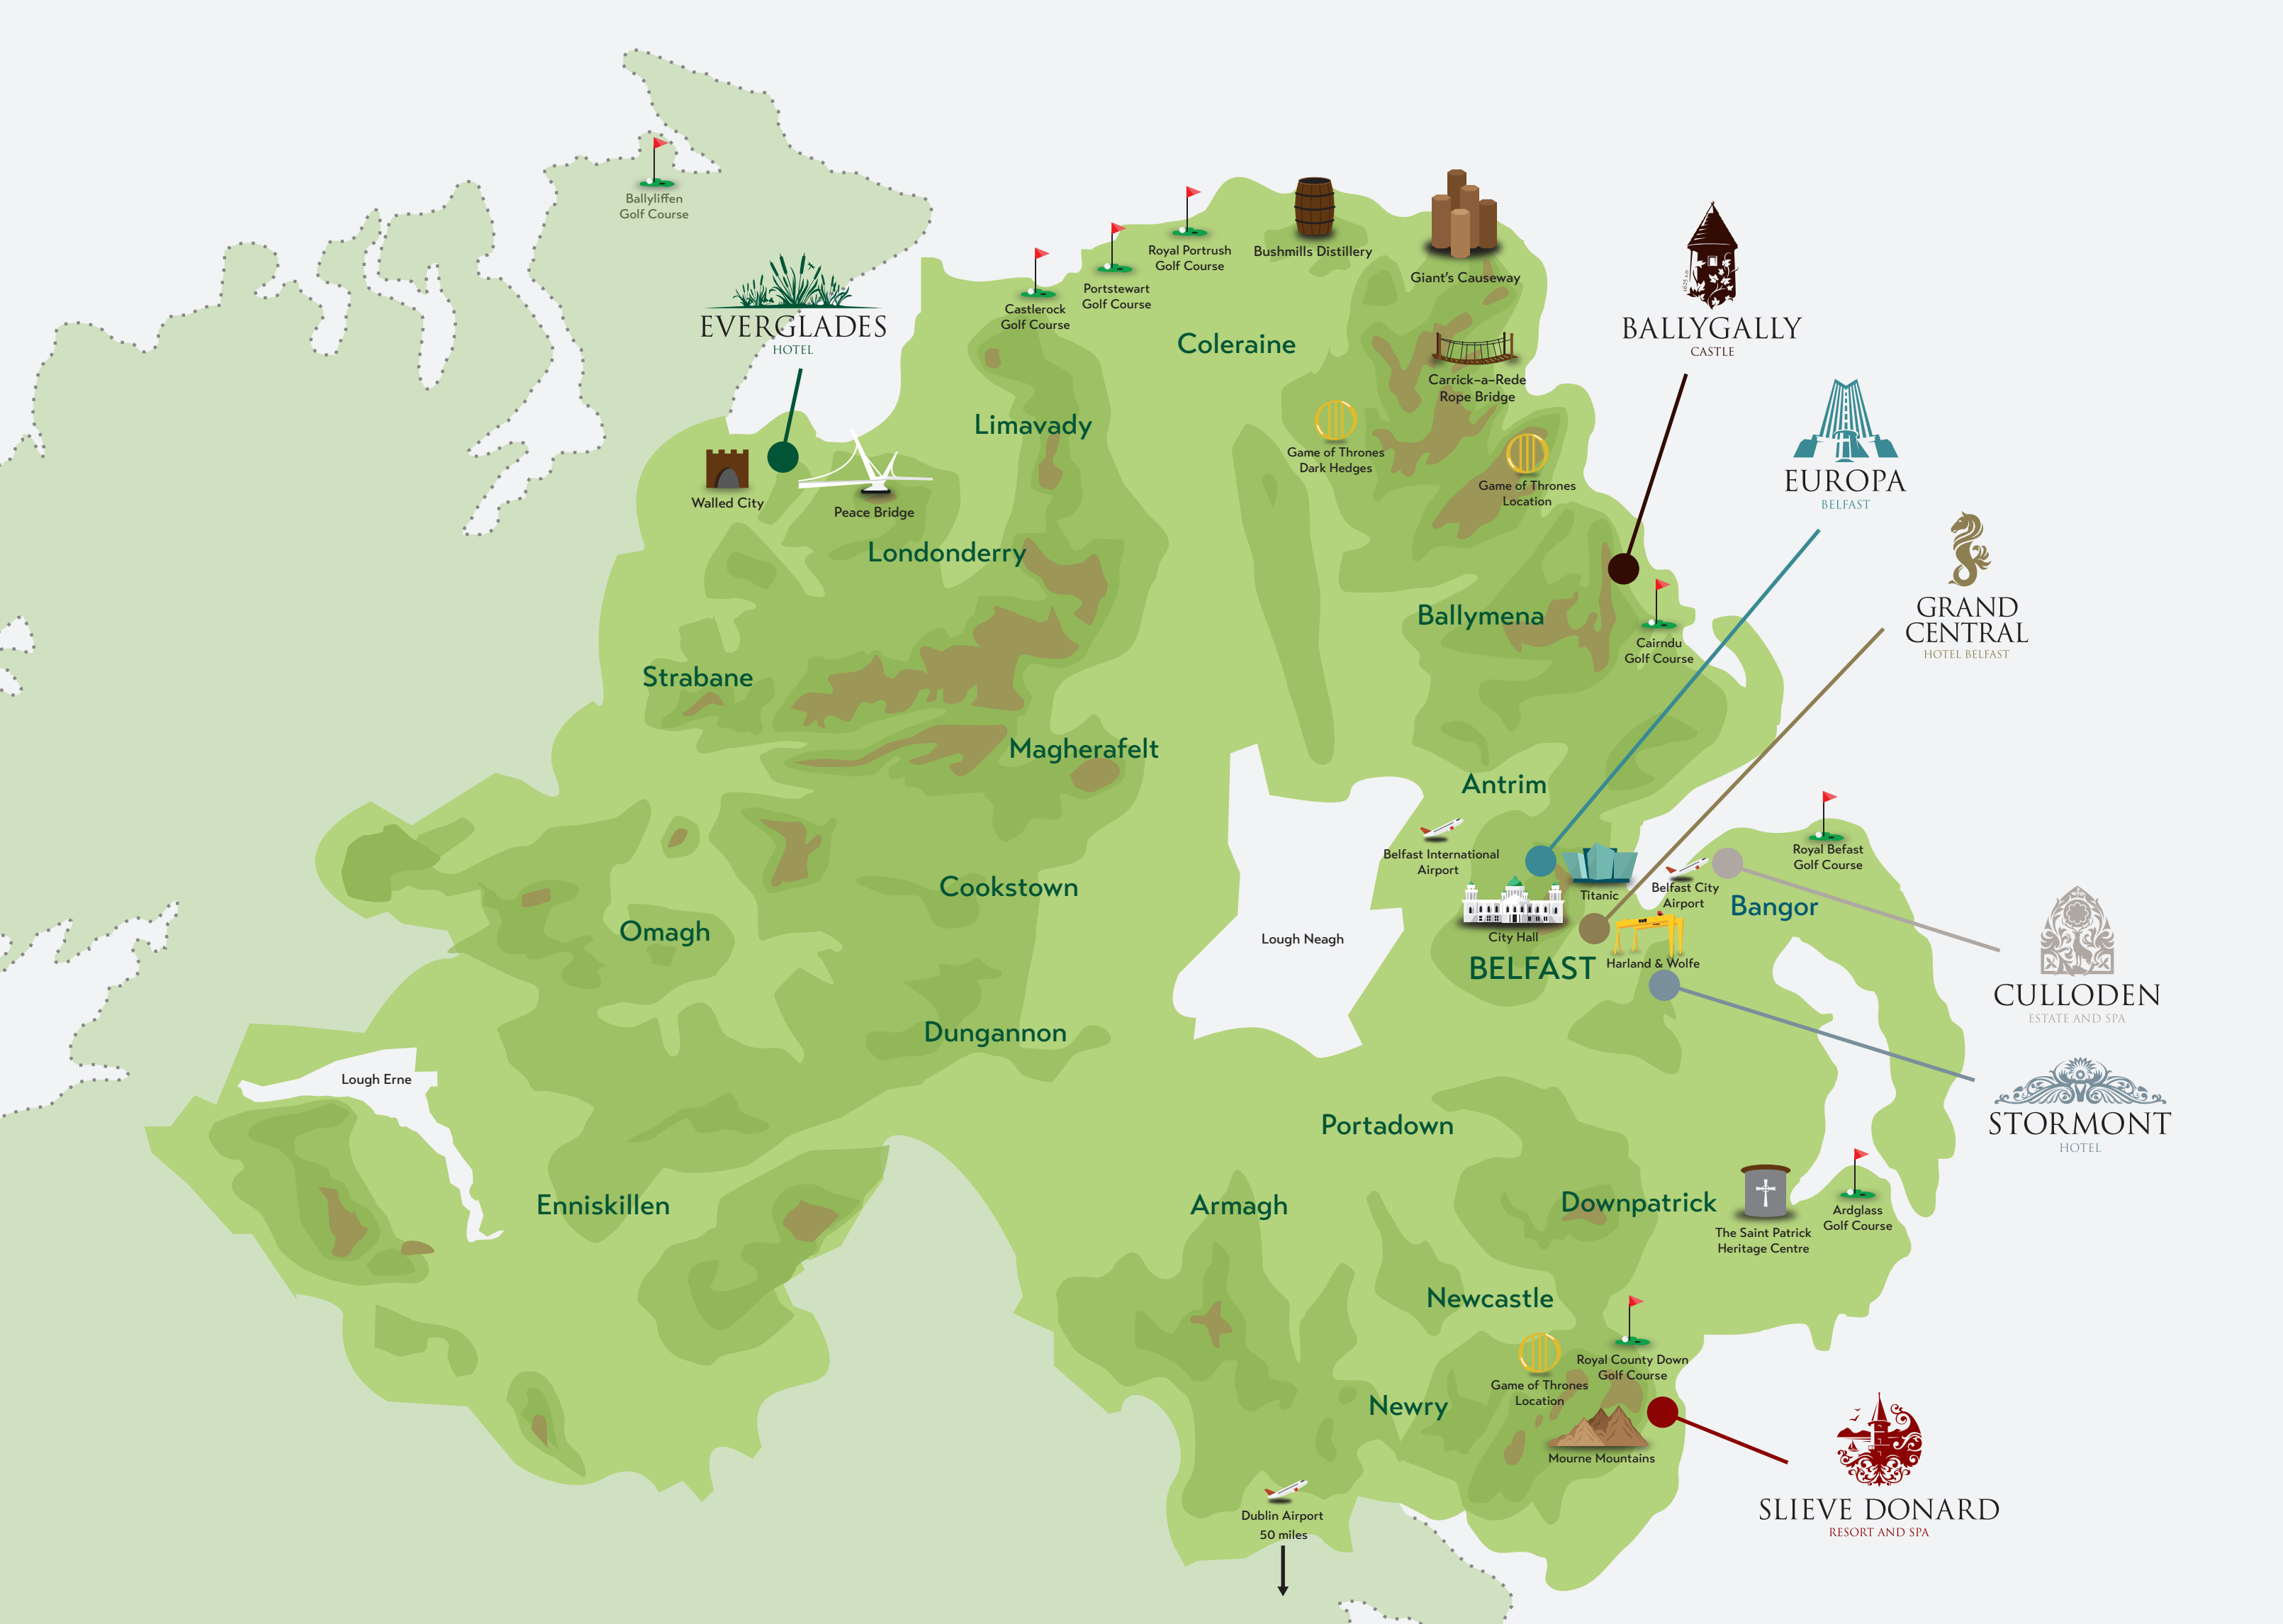 Ballyliffen
Golf Course
EVERGLADES
HOTEL
Castlerock
Golf Course
Portstewart
Golf Course
Royal Portrush
Golf Course
Bushmills Distillery
Giant's Causeway
BALLYGALLY
CASTLE
Coleraine
Carrick-a-Rede
Rope Bridge
Limavady
Game of Thrones
Dark Hedges
Game of Thrones
Location
EUROPA
BELFAST
Walled City
Peace Bridge
Londonderry
GRAND
CENTRAL
HOTEL BELFAST
Ballymena
Cairndu
Golf Course
Strabane
Magherafelt
Antrim
Belfast International
Airport
Royal Befast
Golf Course
Titanic
Belfast City
Airport
Bangor
Cookstown
Omagh
Lough Neagh
City Hall
BELFAST
Harland & Wolfe
CULLODEN
ESTATE AND SPA
Dungannon
Lough Erne
STORMONT
HOTEL
Portadown
Enniskillen
Armagh
Downpatrick
The Saint Patrick
Heritage Centre
Ardglass
Golf Course
Newcastle
Royal County Down
Golf Course
Game of Thrones
Location
Newry
Mourne Mountains
SLIEVE DONARD
RESORT AND SPA
Dublin Airport
50 miles